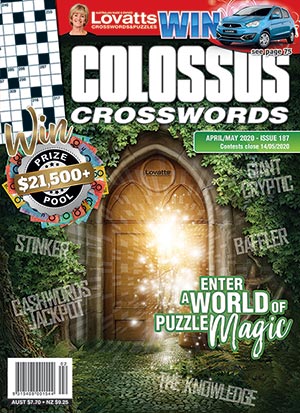 Lovatts
CROSSWORDS&PUZZLES
WIN
see page 75
COLOSSUS
CROSSWORDS
APRIL/MAY 2020 - ISSUE 187
Contests close 14/05/2020
Win
PRIZE
$21,500+
POOL
GIANT
CRYPTIC
STINKER
BAFFLER
CASHWORDS
JACKPOT
Lovatts
ENTER
A WORLD OF
PUZZLE Magic
THE KNOWLEDGE
AUST $7.70 • NZ $9.25